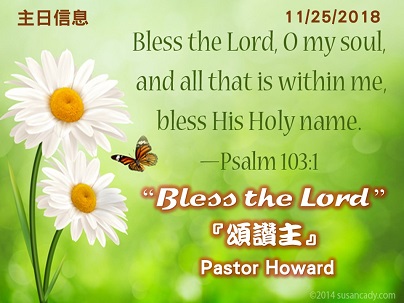 主日信息 11/25/2018
Bless the Lord, O my soul,
and all that is within me,
bless His Holy name.
—Psalm 103:1
“Bless the Lord”
『頌讚主』
Pastor Howard
©2014 susancady.com